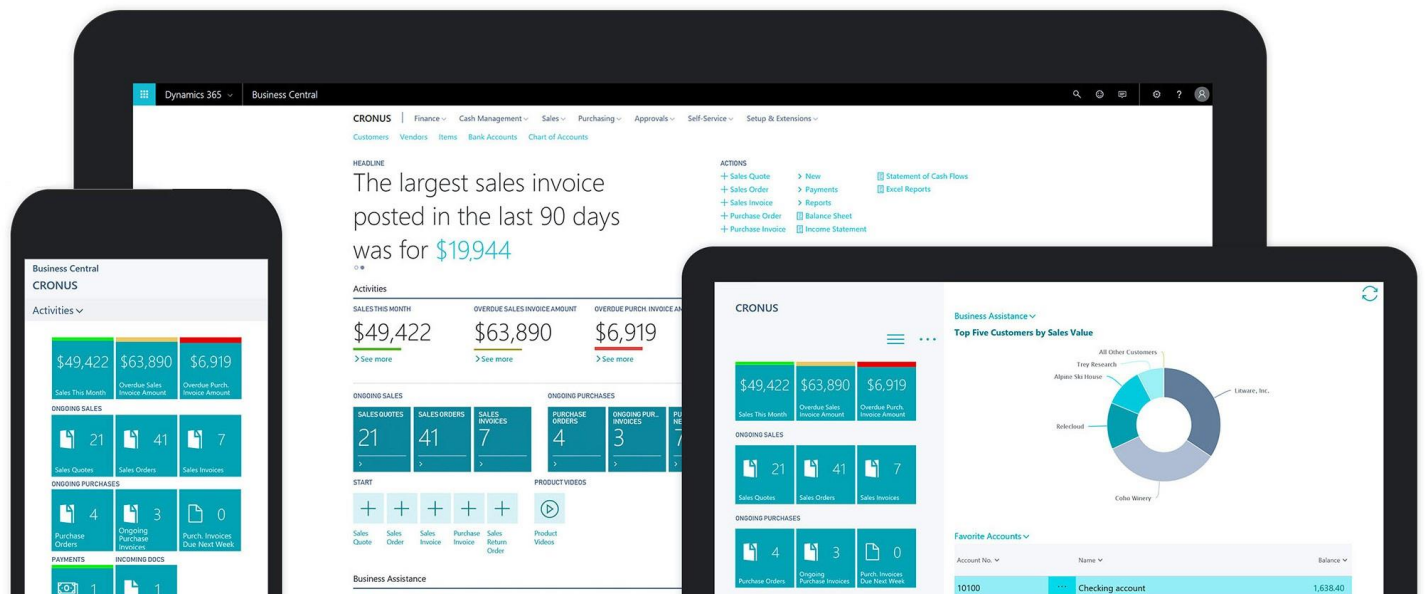 Dynamics 365
Business Central
CRONUS
Finance
Cash Management
Sales
Purchasing
Approvals
Self-Service
Setup & Extensions
Customers
Vendors
Items
Bank Accounts
Chart of Accounts
HEADLINE
The largest sales invoice
posted in the last 90 days
was for $19,944
ACTIONS
+ Sales Quote
+ Sales Order
+ Sales Invoice
+ Purchase Order
+ Purchase Invoice
> New
> Payments
> Reports
Balance Sheet
Income Statement
Statement of Cash Flows
Excel Reports
Activities
SALES THIS MONTH
$49,422
> See more
OVERDUE SALES INVOICE AMOUNT
$63,890
> See more
OVERDUE PURCH. INVOICE AM
$6,919
> See more
ONGOING SALES
SALES QUOTES
21
SALES ORDERS
41
SALES
INVOICES
7
ONGOING PURCHASES
PURCHASE
ORDERS
4
ONGOING PUR..
INVOICES
3
PU
NE
7
START
Sales
Quote
Sales
Order
Sales
Invoice
Purchase
Invoice
Sales
Return
Order
PRODUCT VIDEOS
Product
Videos
Business Assistance
Business Central
CRONUS
Activities
$49,422
Sales This Month
$63,890
Overdue Sales
Invoice Amount
$6,919
Overdue Purch.
Invoice Amount
ONGOING SALES
21
Sales Quotes
41
Sales Orders
7
Sales Invoices
ONGOING PURCHASES
4
Purchase
Orders
3
Ongoing
Purchase
Invoices
0
Purch. Invoices
Due Next Week
PAYMENTS
1
INCOMING DOCS
1
CRONUS
$49,422
Sales This Month
$63,890
Overdue Sales
Invoice Amount
$6,919
Overdue Purch.
Invoice Amount
ONGOING SALES
21
Sales Quotes
41
Sales Orders
7
Sales Invoices
ONGOING PURCHASES
4
Purchase Orders
3
Ongoing
Purchase Invoices
0
Purch. Invoices
Due Next Week
Business Assistance
Top Five Customers by Sales Value
All Other Customers
Trey Research
Alpine Ski House
Relecloud
Litware, Inc.
Coho Winery
Favorite Accounts
Account No.
Name
Balance
10100
Checking account
1,638.40